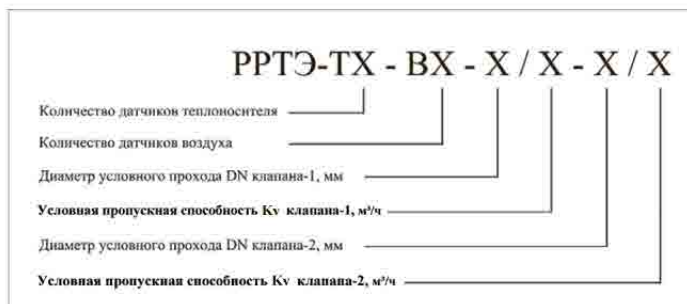 РРТЭ-ТХ - ВХ - Х / Х - Х / Х
Количество датчиков теплоносителя
Количество датчиков воздуха
Диаметр условного прохода DN клапана-1, мм
Условная пропускная способность Kv клапана-1, м³/ч
Диаметр условного прохода DN клапана-2, мм
Условная пропускная способность Kv клапана-2, м³/ч